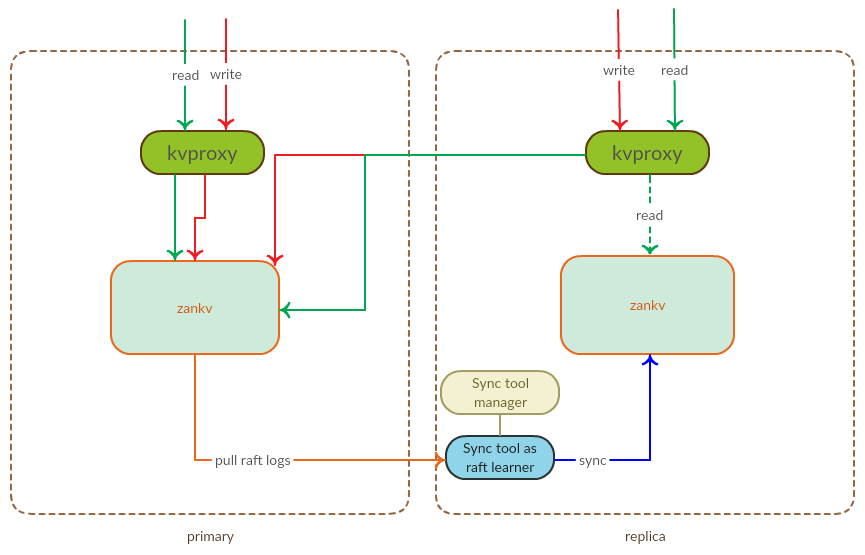 read
write
write
read
kvproxy
kvproxy
read
zankv
zankv
Sync tool
manager
Sync tool as
raft learner
pull raft logs
sync
primary
replica